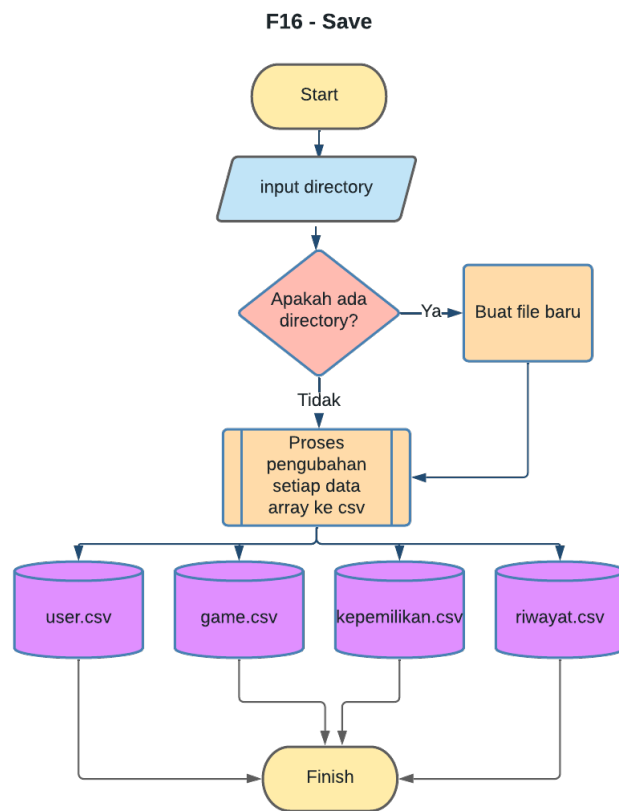 F16 - Save
Start
input directory
Apakah ada
directory?
Ya
Buat file baru
Tidak
Proses
pengubahan
setiap data
array ke csv
user.csv
game.csv
kepemilikan.csv
riwayat.csv
Finish